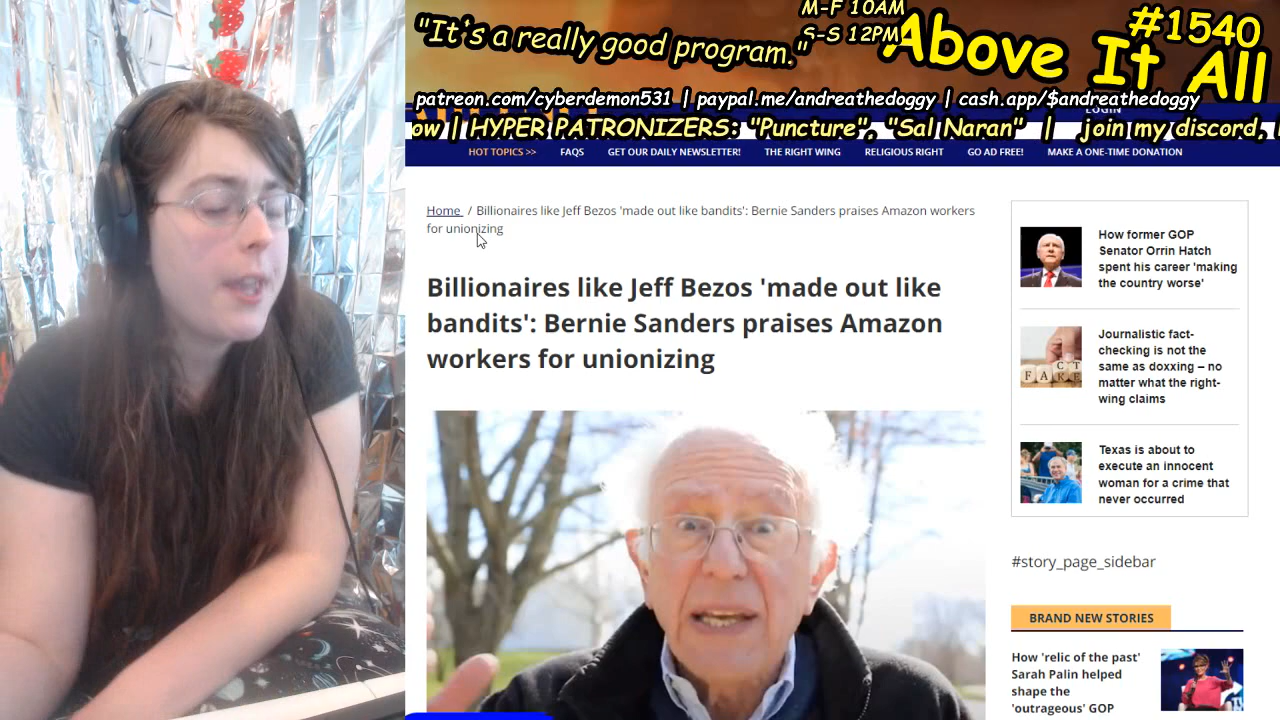 "It's a really good program."
M-F 10AM
S-S 12PM
Above It All
#1540
patreon.com/cyberdemon531 | paypal.me/andreathedoggy | cash.app/$andreathedoggy
LOGIN
ow | HYPER PATRONIZERS: "Puncture", "Sal Naran" | join my discord,
HOT TOPICS >> FAQS GET OUR DAILY NEWSLETTER! THE RIGHT WING RELIGIOUS RIGHT GO AD FREE! MAKE A ONE-TIME DONATION
Home / Billionaires like Jeff Bezos 'made out like bandits': Bernie Sanders praises Amazon workers
for unionizing
Billionaires like Jeff Bezos 'made out like
bandits': Bernie Sanders praises Amazon
workers for unionizing
How former GOP
Senator Orrin Hatch
spent his career 'making
the country worse'
FACT
FAKE
Journalistic fact-
checking is not the
same as doxxing – no
matter what the right-
wing claims
Texas is about to
execute an innocent
woman for a crime that
never occurred
#story_page_sidebar
BRAND NEW STORIES
How 'relic of the past'
Sarah Palin helped
shape the
'outrageous' GOP